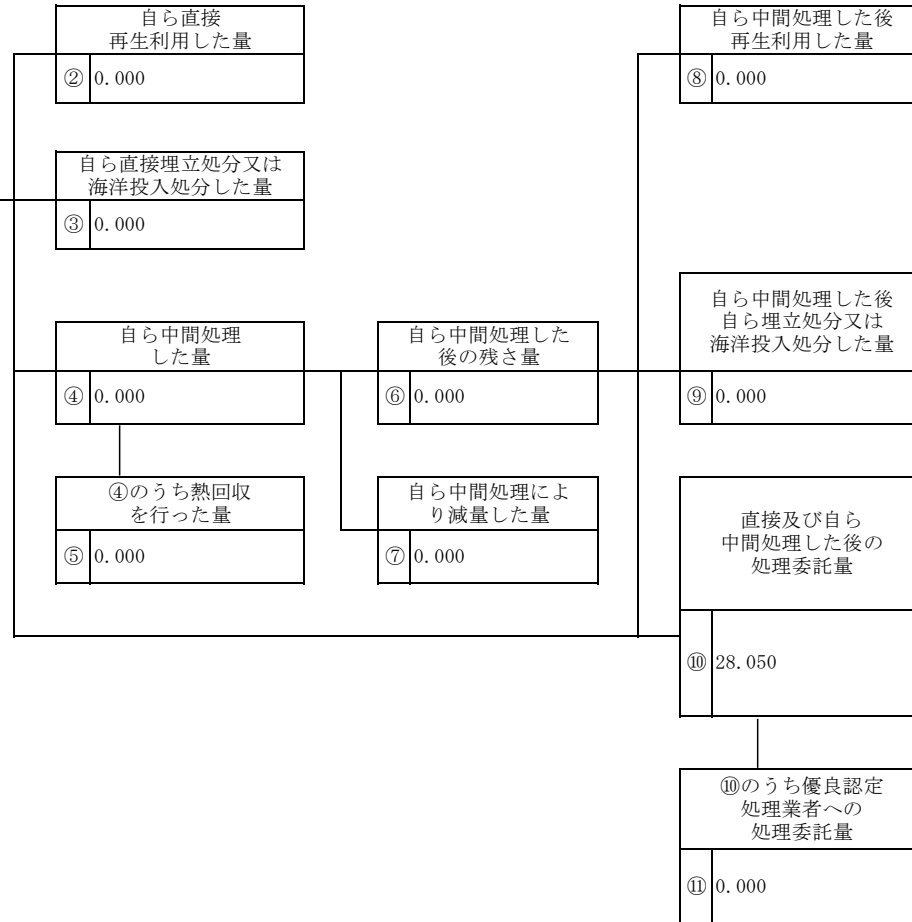 自ら直接
再生利用した量
② 0.000
自ら中間処理した後
再生利用した量
⑧ 0.000
自ら直接埋立処分又は
海洋投入処分した量
③ 0.000
自ら中間処理した後
自ら埋立処分又は
海洋投入処分した量
⑨ 0.000
自ら中間処理
した量
④ 0.000
自ら中間処理した
後の残さ量
⑥ 0.000
④のうち熱回収
を行った量
⑤ 0.000
自ら中間処理によ
り減量した量
⑦ 0.000
直接及び自ら
中間処理した後の
処理委託量
⑩ 28.050
⑩のうち優良認定
処理業者への
処理委託量
⑪ 0.000